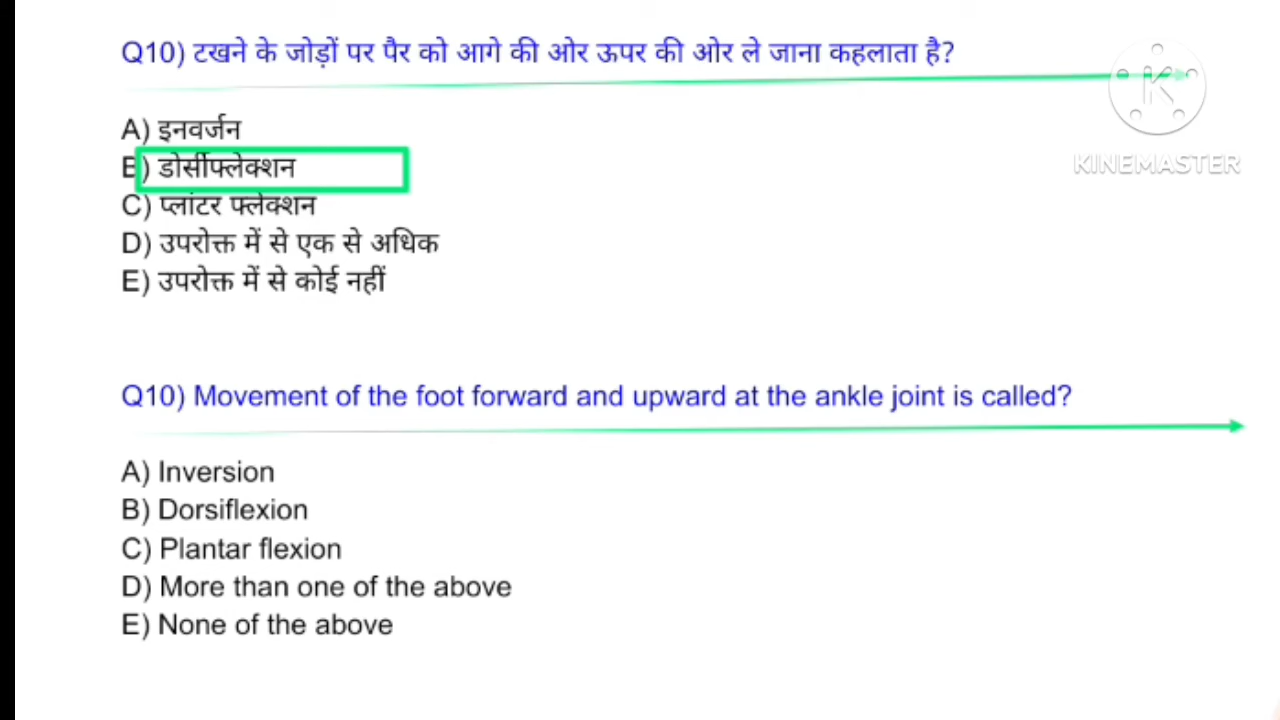 Q10) टखने के जोड़ों पर पैर को आगे की ओर ऊपर की ओर ले जाना कहलाता है?
A) इनवर्जन
B) डोर्सीफ्लेक्शन
C) प्लांटर फ्लेक्शन
D) उपरोक्त में से एक से अधिक
E) उपरोक्त में से कोई नहीं
K
KINEMASTER
Q10) Movement of the foot forward and upward at the ankle joint is called?
A) Inversion
B) Dorsiflexion
C) Plantar flexion
D) More than one of the above
E) None of the above